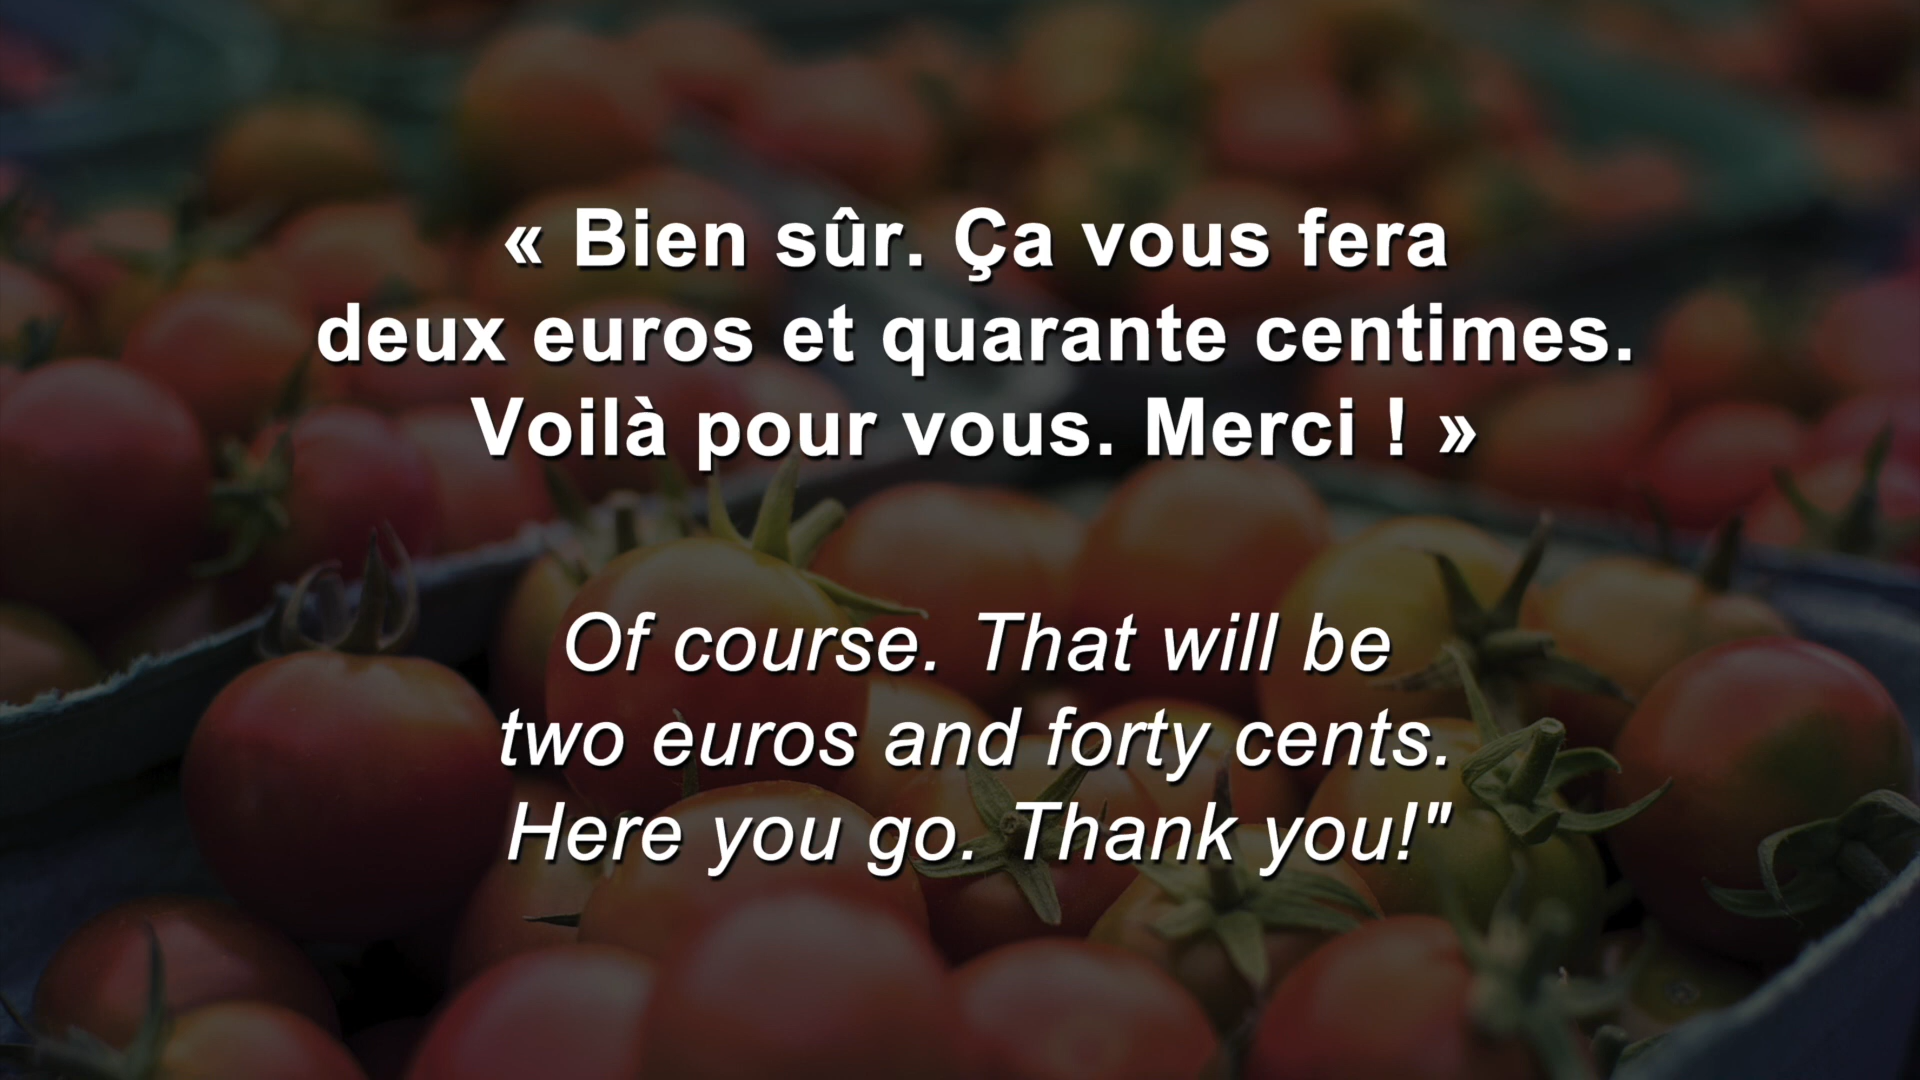 « Bien sûr. Ça vous fera
deux euros et quarante centimes.
Voilà pour vous. Merci ! »
Of course. That will be
two euros and forty cents.
Here you go. Thank you!"